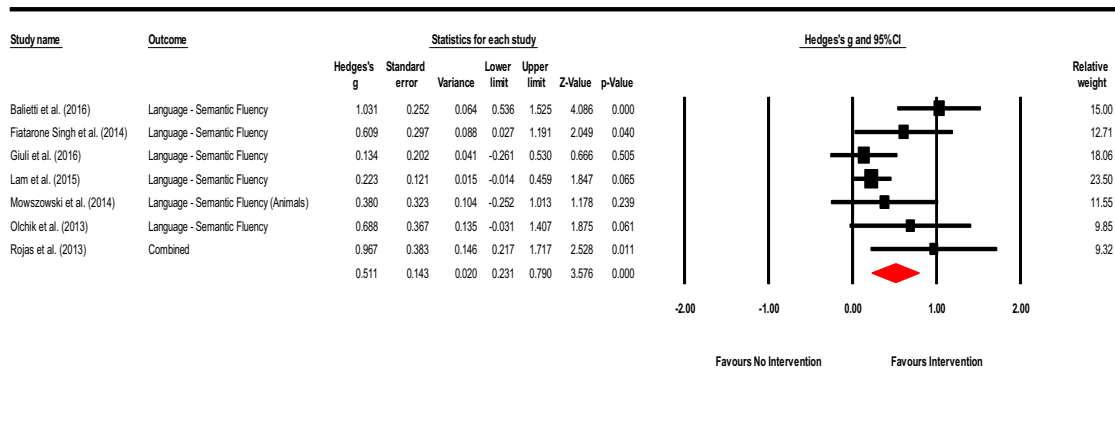 Study name Outcome Statistics for each study Hedges's g and 95%CI
Hedges's g Standard error Variance Lower limit Upper limit Z-Value p-Value Relative weight
Balietti et al. (2016) Language - Semantic Fluency 1.031 0.252 0.064 0.536 1.525 4.086 0.000 15.00
Fiatarone Singh et al. (2014) Language - Semantic Fluency 0.609 0.297 0.088 0.027 1.191 2.049 0.040 12.71
Giuli et al. (2016) Language - Semantic Fluency 0.134 0.202 0.041 -0.261 0.530 0.666 0.505 18.06
Lam et al. (2015) Language - Semantic Fluency 0.223 0.121 0.015 -0.014 0.459 1.847 0.065 23.50
Mowszowski et al. (2014) Language - Semantic Fluency (Animals) 0.380 0.323 0.104 -0.252 1.013 1.178 0.239 11.55
Olchik et al. (2013) Language - Semantic Fluency 0.688 0.367 0.135 -0.031 1.407 1.875 0.061 9.85
Rojas et al. (2013) Combined 0.967 0.383 0.146 0.217 1.717 2.528 0.011 9.32
0.511 0.143 0.020 0.231 0.790 3.576 0.000
-2.00 -1.00 0.00 1.00 2.00
Favours No Intervention Favours Intervention